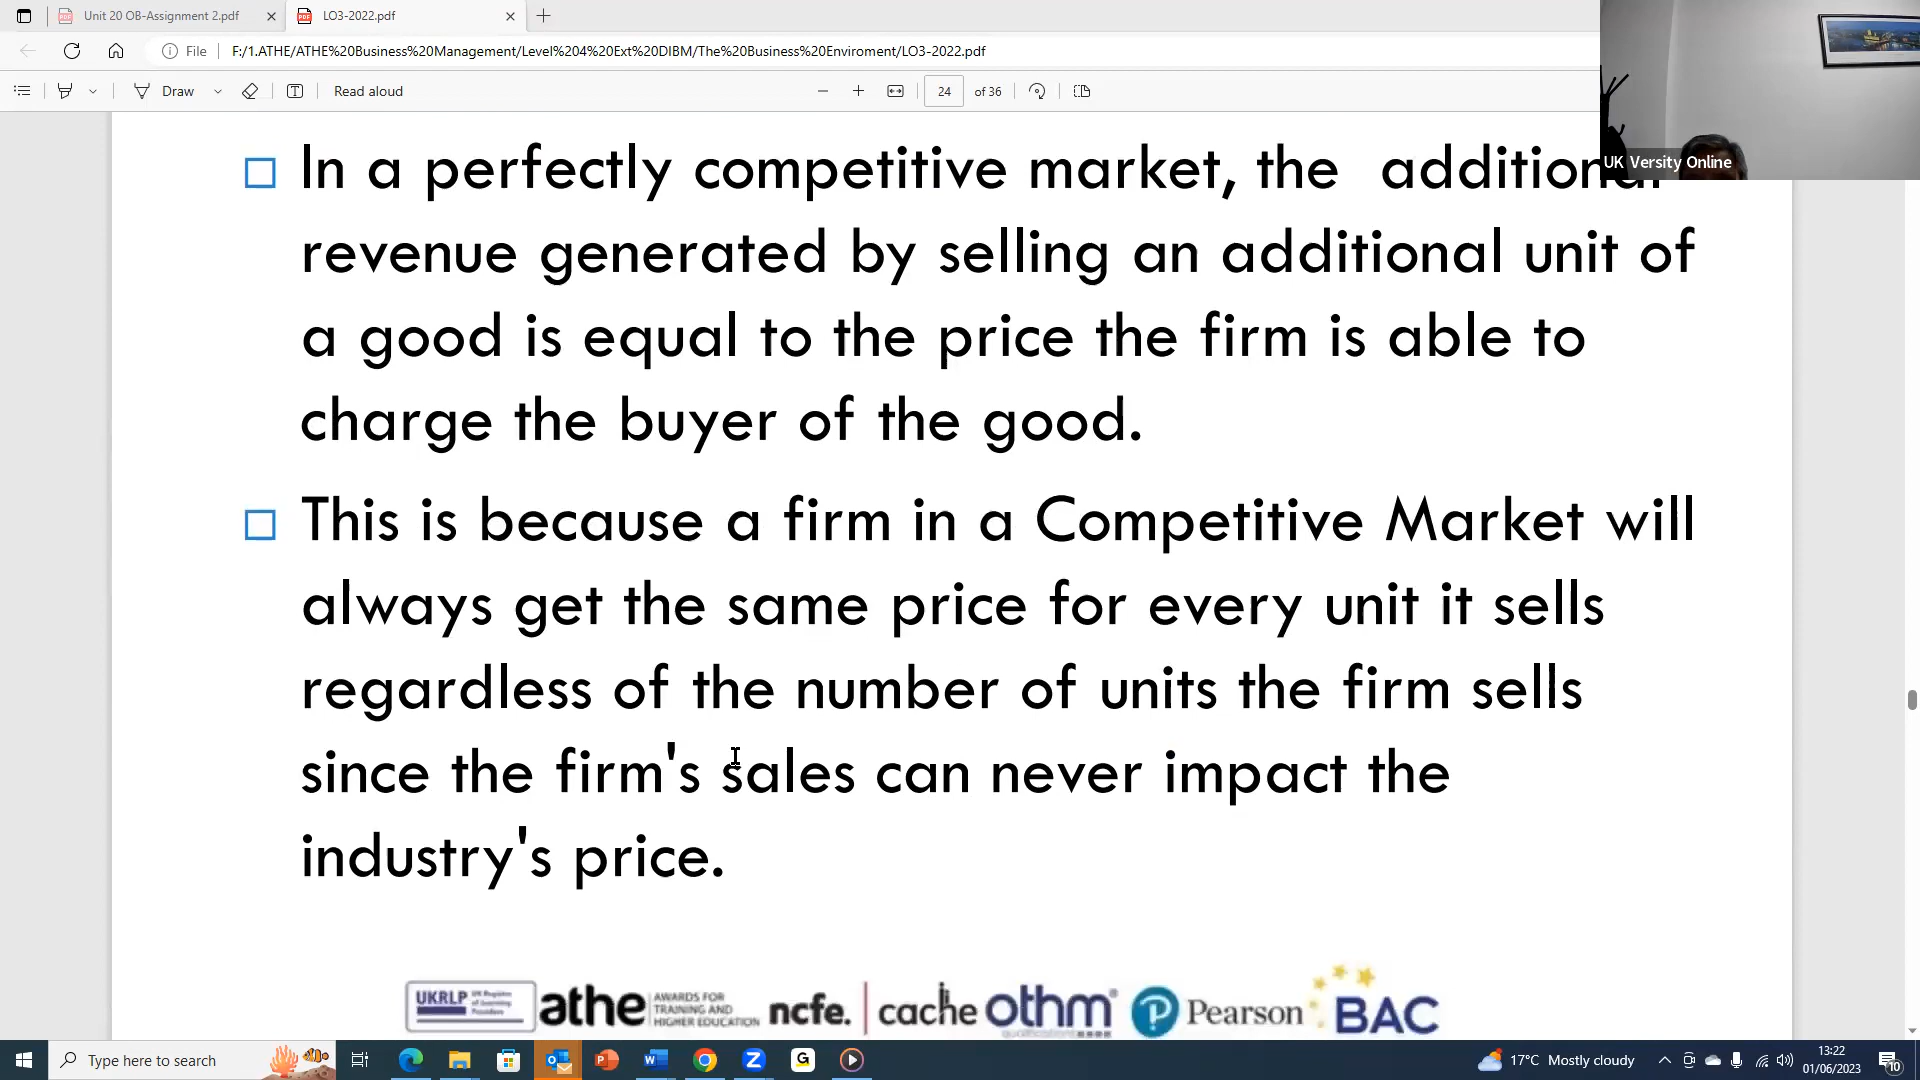 Unit 20 OB-Assignment 2.pdf
LO3-2022.pdf
File
F:/1.ATHE/ATHE%20Business%20Management/Level%204%20Ext%20DIBM/The%20Business%20Enviroment/LO3-2022.pdf
Draw
Read aloud
24 of 36
UK Versity Online
In a perfectly competitive market, the additional
revenue generated by selling an additional unit of
a good is equal to the price the firm is able to
charge the buyer of the good.
This is because a firm in a Competitive Market will
always get the same price for every unit it sells
regardless of the number of units the firm sells
since the firm's sales can never impact the
industry's price.
UKRLP UK Register of Learning Providers
athe AWARDS FOR TRAINING AND HIGHER EDUCATION
ncfe. cache
othm
Pearson
BAC
Type here to search
17°C Mostly cloudy
13:22
01/06/2023
10